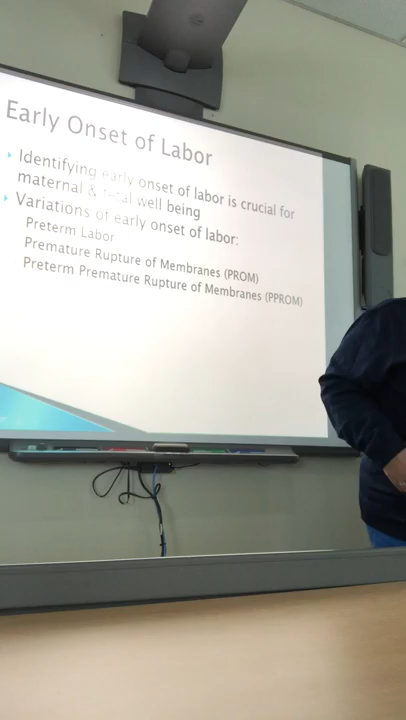 Early Onset of Labor
Identifying early onset of labor is crucial for
maternal & fetal well being
Variations of early onset of labor:
Preterm Labor
Premature Rupture of Membranes (PROM)
Preterm Premature Rupture of Membranes (PPROM)